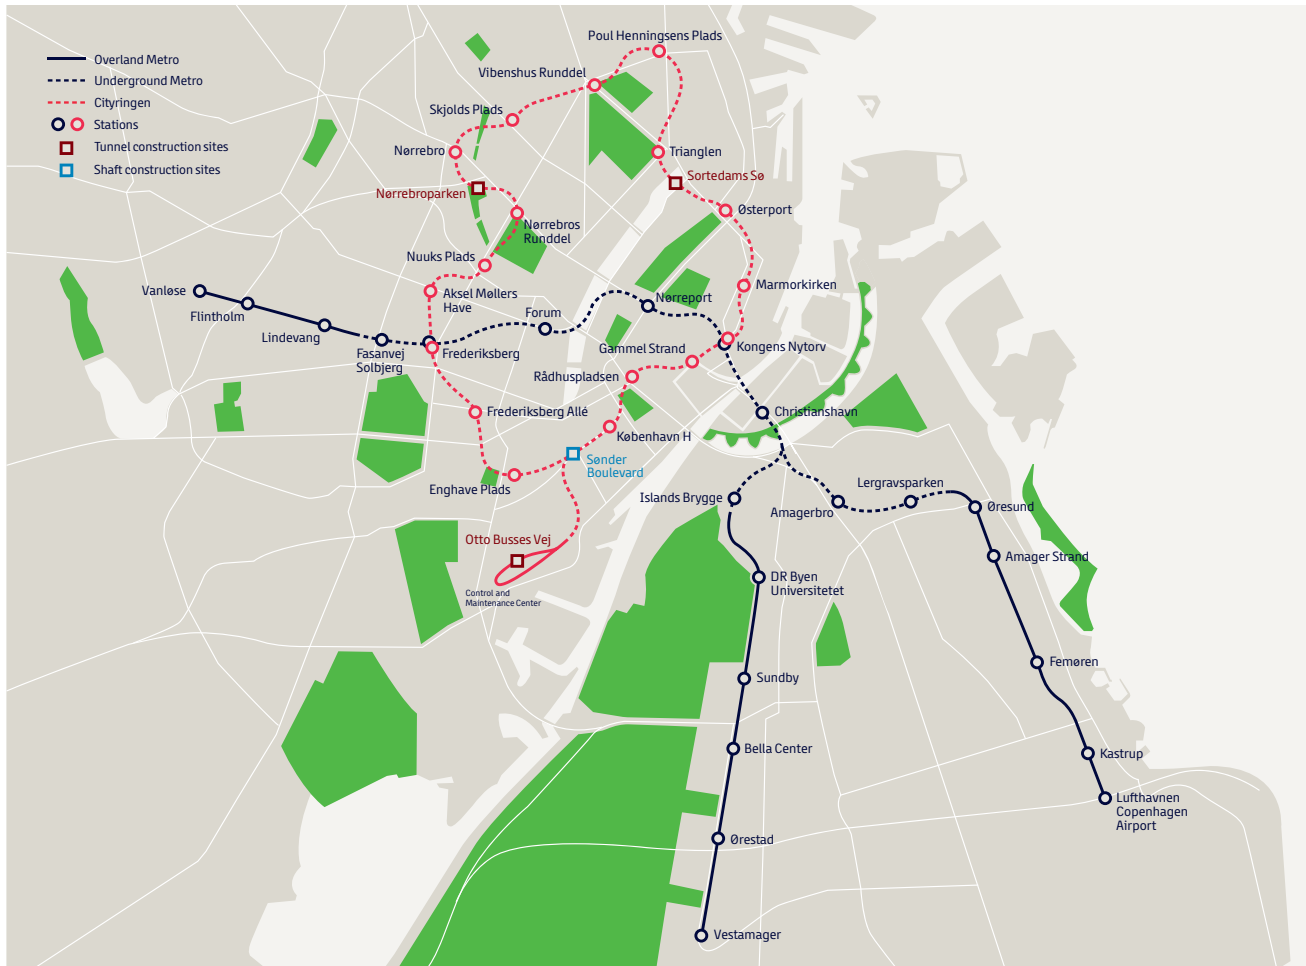 Overland Metro
Underground Metro
Cityringen
Stations
Tunnel construction sites
Shaft construction sites
Poul Henningsens Plads
Vibenshus Runddel
Skjolds Plads
Nørrebro
Trianglen
Sortedams Sø
Nørrebroparken
Østerport
Nørrebros
Runddel
Nuuks Plads
Marmorkirken
Vanløse
Aksel Møllers
Have
Nørreport
Flintholm
Forum
Lindevang
Fasanvej
Solbjerg
Frederiksberg
Gammel Strand
Kongens Nytorv
Rådhuspladsen
Frederiksberg Allé
Christianshavn
København H
Sønder
Boulevard
Enghave Plads
Islands Brygge
Lergravsparken
Amagerbro
Øresund
Otto Busses Vej
Amager Strand
Control and
Maintenance Center
DR Byen
Universitetet
Femøren
Sundby
Bella Center
Kastrup
Lufthavnen
Copenhagen
Airport
Ørestad
Vestamager